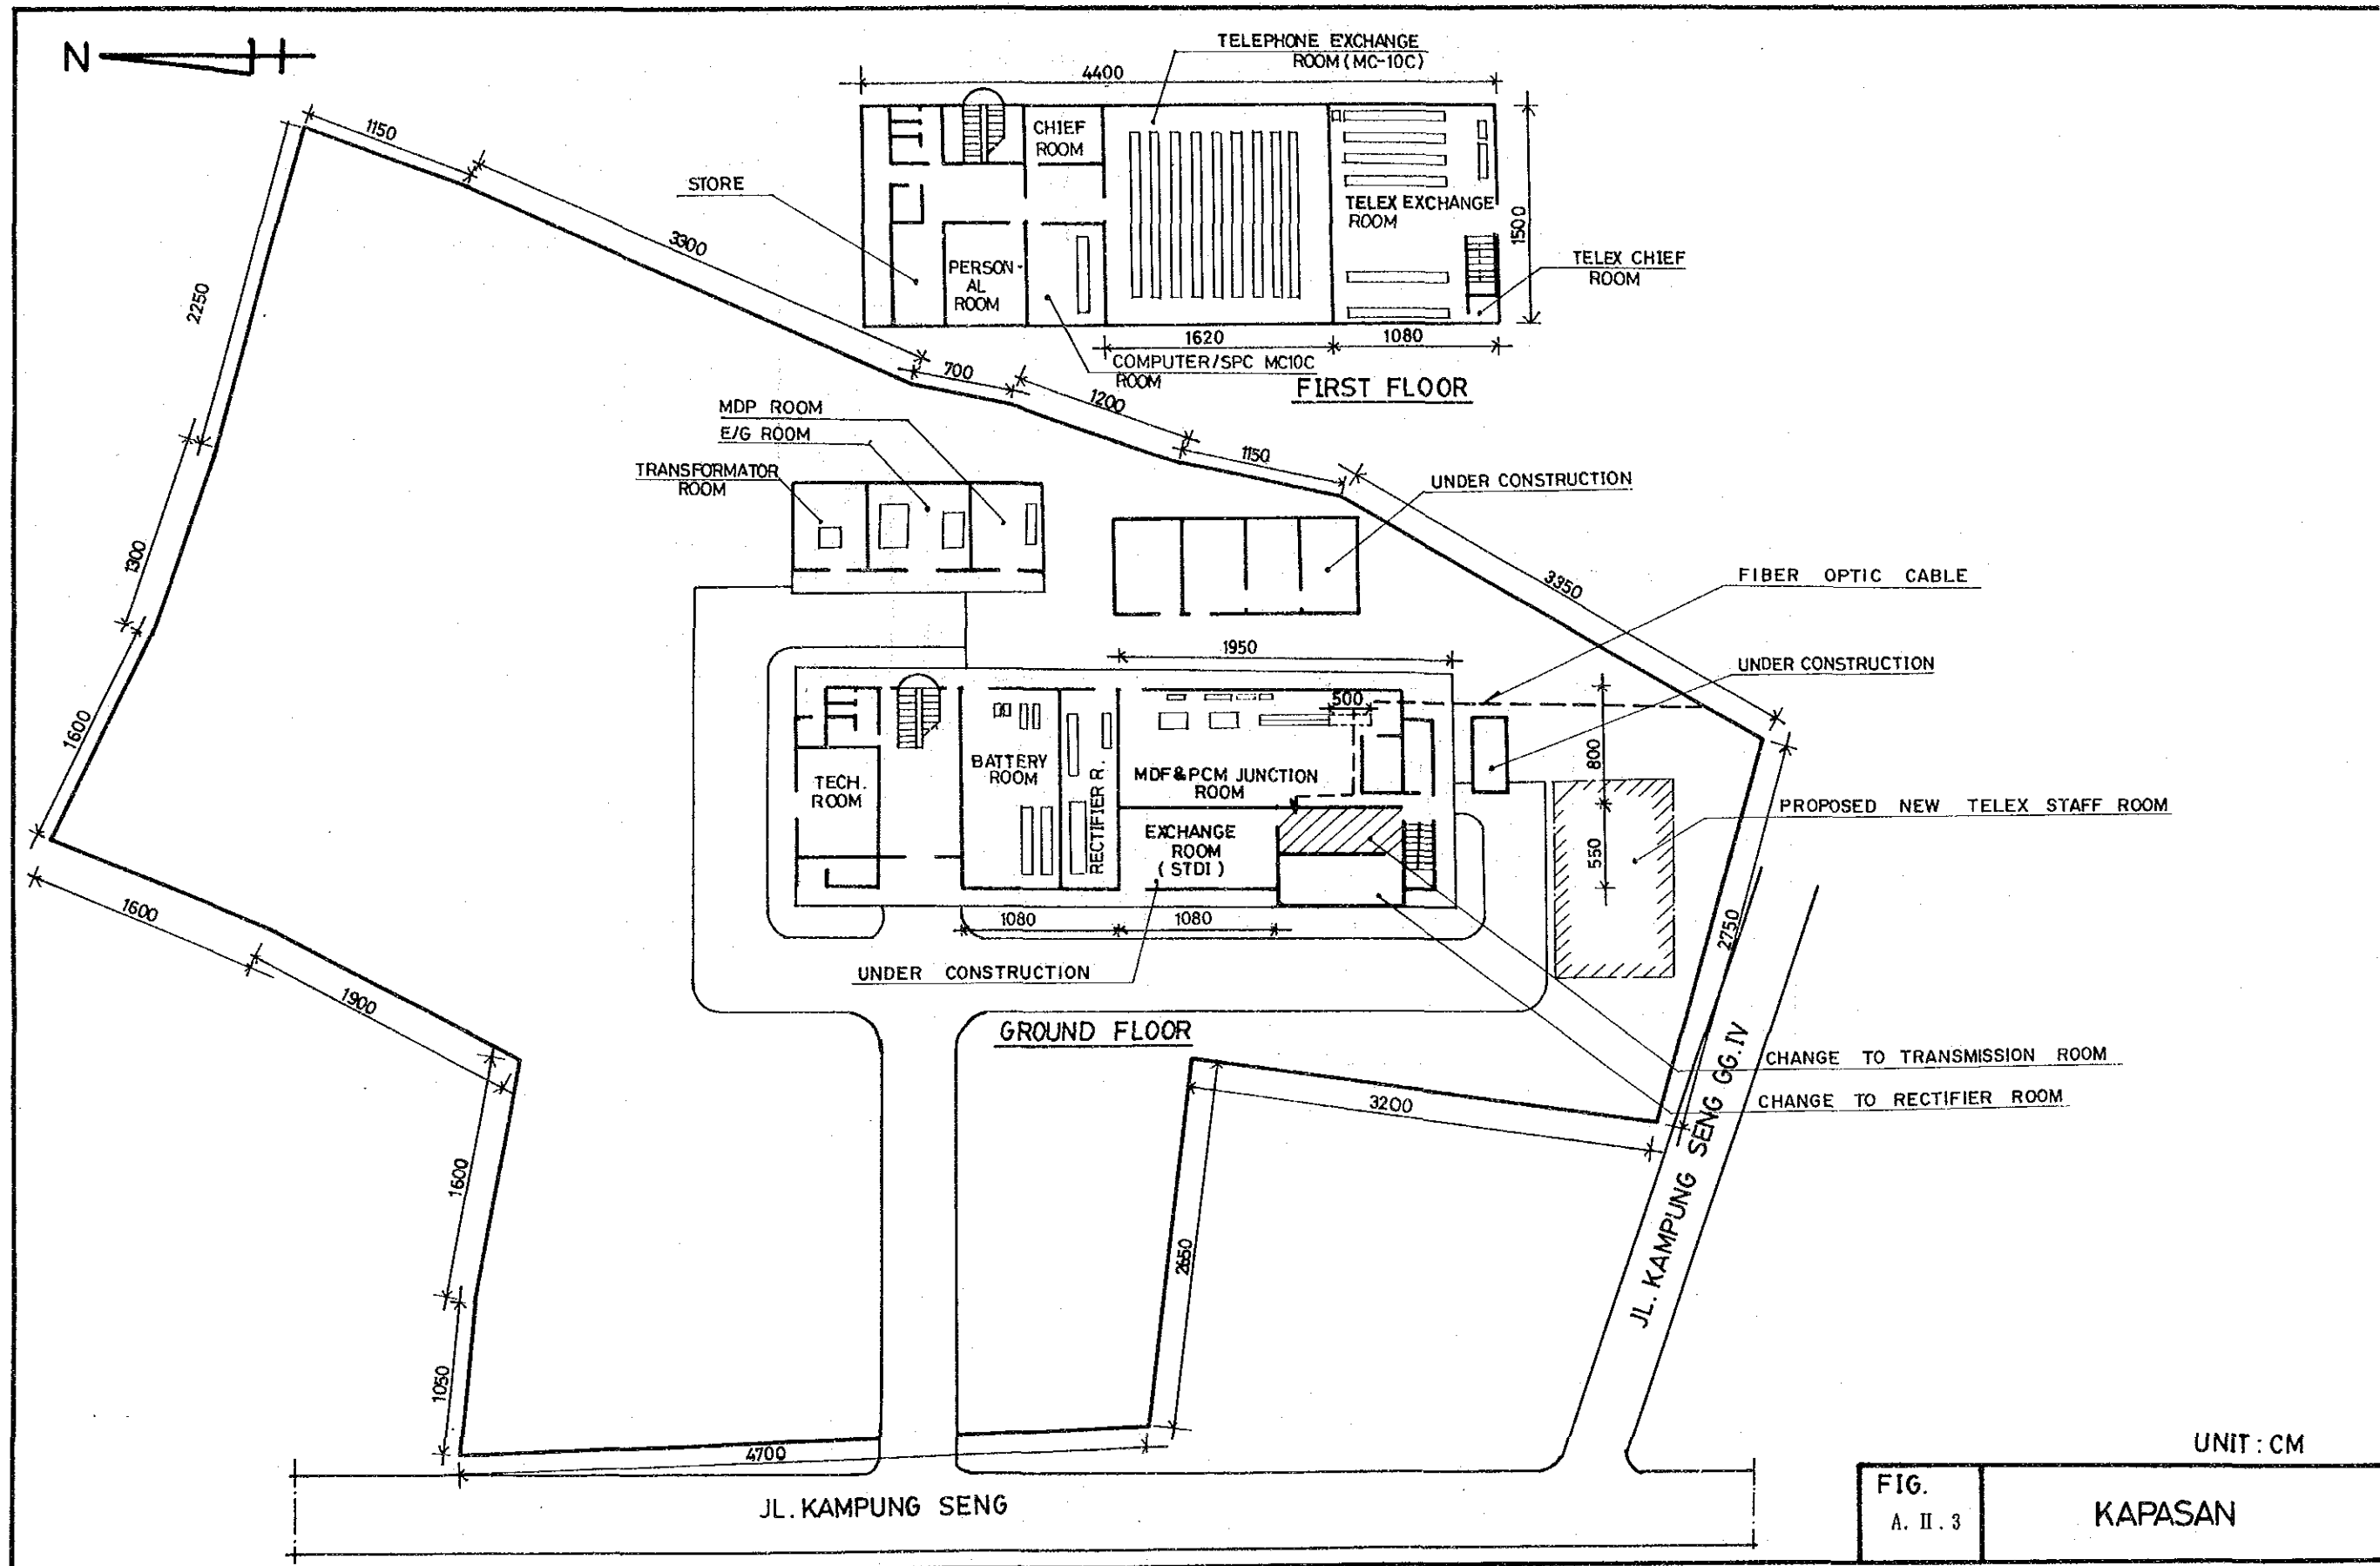 N
TELEPHONE EXCHANGE
ROOM (MC-10C)
4400
1150
CHIEF
ROOM
STORE
3300
2250
TELEX EXCHANGE
ROOM
1500
PERSON-
AL
ROOM
TELEX CHIEF
ROOM
1620
1080
COMPUTER/SPC MC10C
ROOM
700
FIRST FLOOR
1200
MDP ROOM
E/G ROOM
TRANSFORMATOR
ROOM
1150
UNDER CONSTRUCTION
1300
3350
FIBER OPTIC CABLE
1950
UNDER CONSTRUCTION
500
1600
800
BATTERY
ROOM
RECTIFIER R.
MDF & PCM JUNCTION
ROOM
TECH.
ROOM
PROPOSED NEW TELEX STAFF ROOM
EXCHANGE
ROOM
(STDI)
550
1600
1080
1080
2750
UNDER CONSTRUCTION
1900
GROUND FLOOR
CHANGE TO TRANSMISSION ROOM
CHANGE TO RECTIFIER ROOM
3200
1600
2650
JL. KAMPUNG SENG GG. IV
1050
4700
JL. KAMPUNG SENG
UNIT : CM
FIG.
A. II . 3
KAPASAN